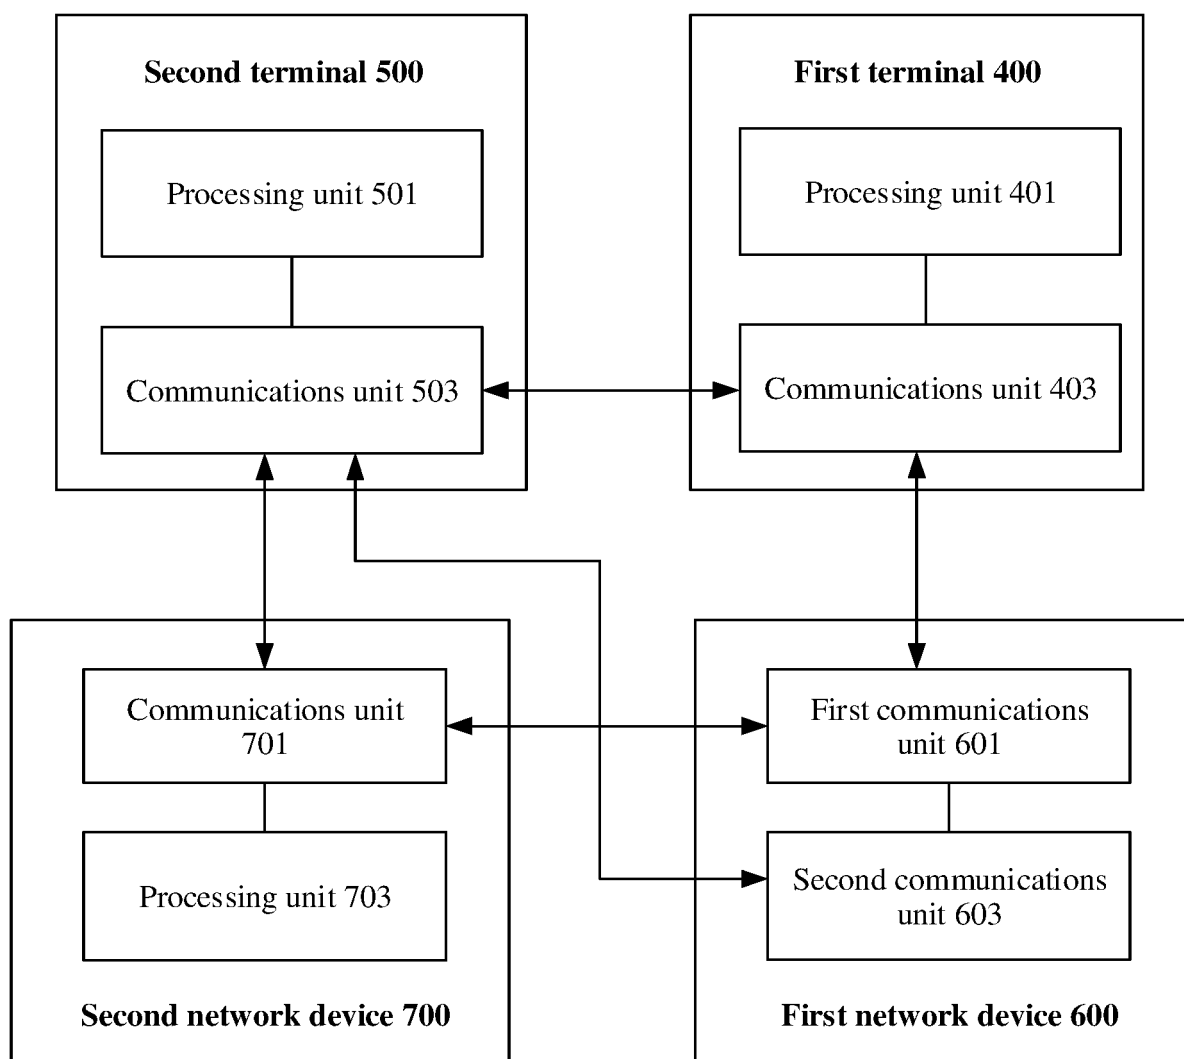 Second terminal 500
Processing unit 501
Communications unit 503
First terminal 400
Processing unit 401
Communications unit 403
Communications unit
701
Processing unit 703
Second network device 700
First communications
unit 601
Second communications
unit 603
First network device 600